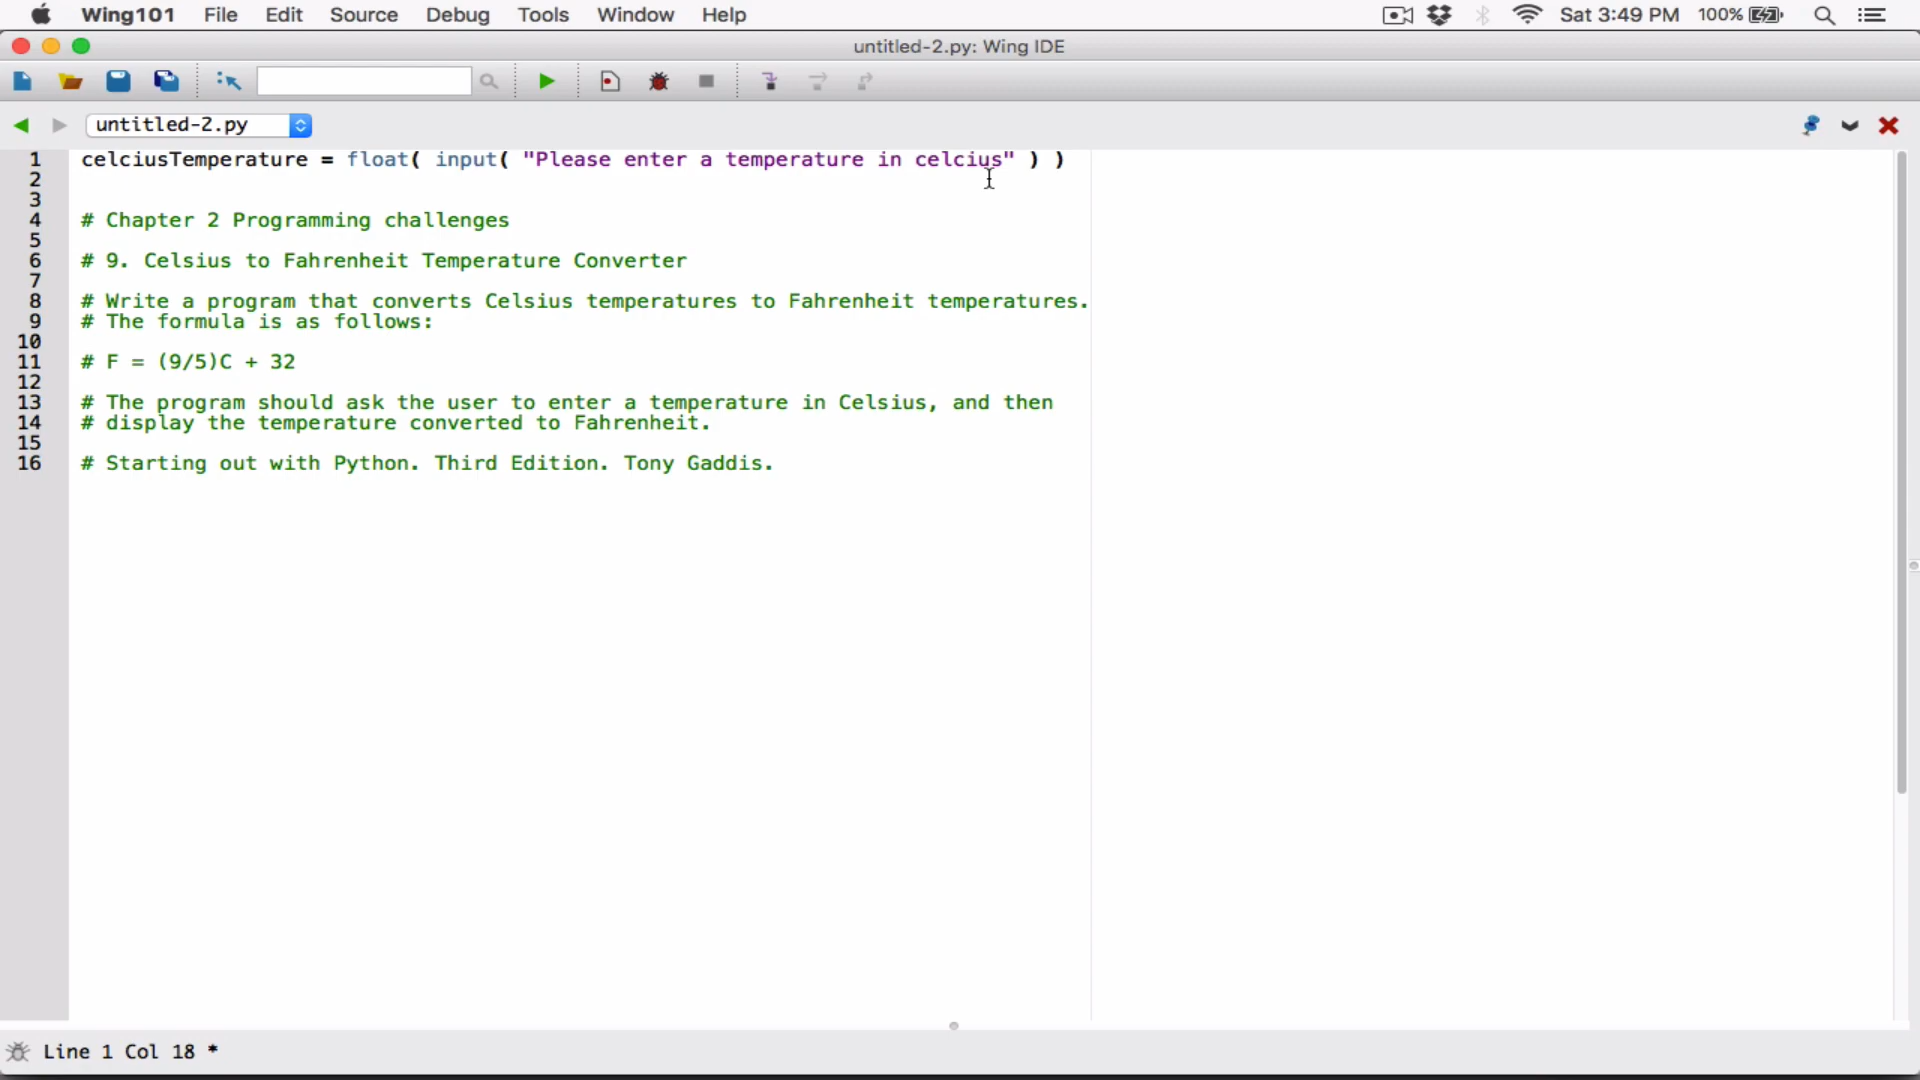 Wing101 File Edit Source Debug Tools Window Help Sat 3:49 PM 100%
untitled-2.py: Wing IDE
untitled-2.py
1 celciusTemperature = float( input( "Please enter a temperature in celcius" ) )
2
3
4 # Chapter 2 Programming challenges
5
6 # 9. Celsius to Fahrenheit Temperature Converter
7
8 # Write a program that converts Celsius temperatures to Fahrenheit temperatures.
9 # The formula is as follows:
10
11 # F = (9/5)C + 32
12
13 # The program should ask the user to enter a temperature in Celsius, and then
14 # display the temperature converted to Fahrenheit.
15
16 # Starting out with Python. Third Edition. Tony Gaddis.
Line 1 Col 18 *